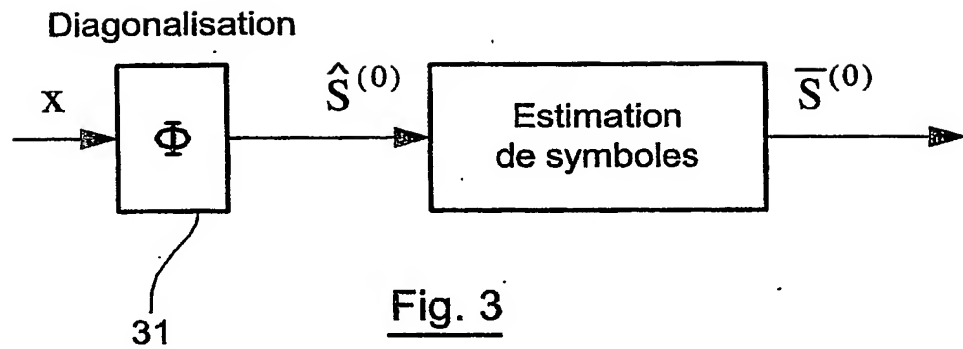 Diagonalisation
x
Φ
Ŝ⁽⁰⁾
Estimation
de symboles
S̅⁽⁰⁾
31
Fig. 3